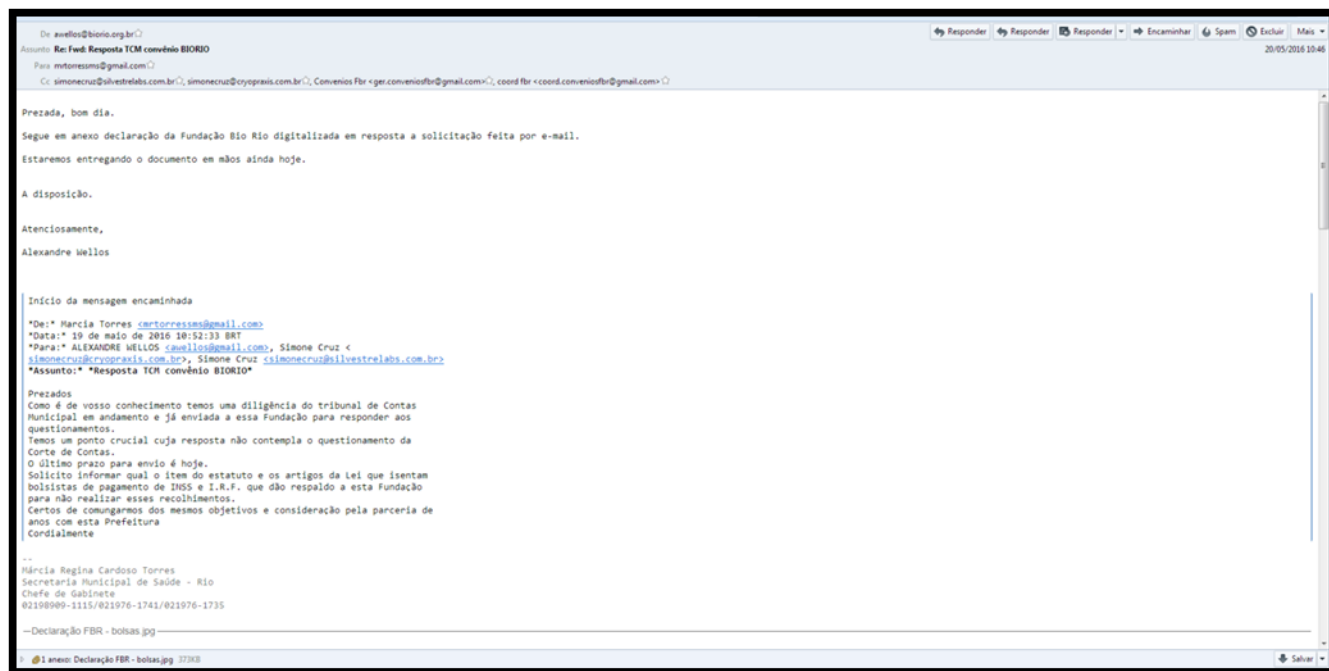 De awellos@biorio.org.br
Responder Responder Responder Encaminhar Spam Excluir Mais
Assunto Re: Fwd: Resposta TCM convênio BIORIO
20/05/2016 10:46
Para mrtorressms@gmail.com
Cc simonecruz@silvestrelabs.com.br, simonecruz@cryopraxis.com.br, Convenios Fbr <ger.conveniosfbr@gmail.com>, coord fbr <coord.conveniosfbr@gmail.com>
Prezada, bom dia.
Segue em anexo declaração da Fundação Bio Rio digitalizada em resposta a solicitação feita por e-mail.
Estaremos entregando o documento em mãos ainda hoje.
A disposição.
Atenciosamente,
Alexandre Wellos
Início da mensagem encaminhada
*De:* Marcia Torres <mrtorressms@gmail.com>
*Data:* 19 de maio de 2016 10:52:33 BRT
*Para:* ALEXANDRE WELLOS <awellos@gmail.com>, Simone Cruz <
simonecruz@cryopraxis.com.br>, Simone Cruz <simonecruz@silvestrelabs.com.br>
*Assunto:* *Resposta TCM convênio BIORIO*
Prezados
Como é de vosso conhecimento temos uma diligência do tribunal de Contas
Municipal em andamento e já enviada a essa Fundação para responder aos
questionamentos.
Temos um ponto crucial cuja resposta não contempla o questionamento da
Corte de Contas.
O último prazo para envio é hoje.
Solicito informar qual o item do estatuto e os artigos da Lei que isentam
bolsistas de pagamento de INSS e I.R.F. que dão respaldo a esta Fundação
para não realizar esses recolhimentos.
Certos de comungarmos dos mesmos objetivos e consideração pela parceria de
anos com esta Prefeitura
Cordialmente
--
Márcia Regina Cardoso Torres
Secretaria Municipal de Saúde - Rio
Chefe de Gabinete
02198909-1115/021976-1741/021976-1735
Declaração FBR - bolsas.jpg
1 anexo: Declaração FBR - bolsas.jpg 373KB
Salvar